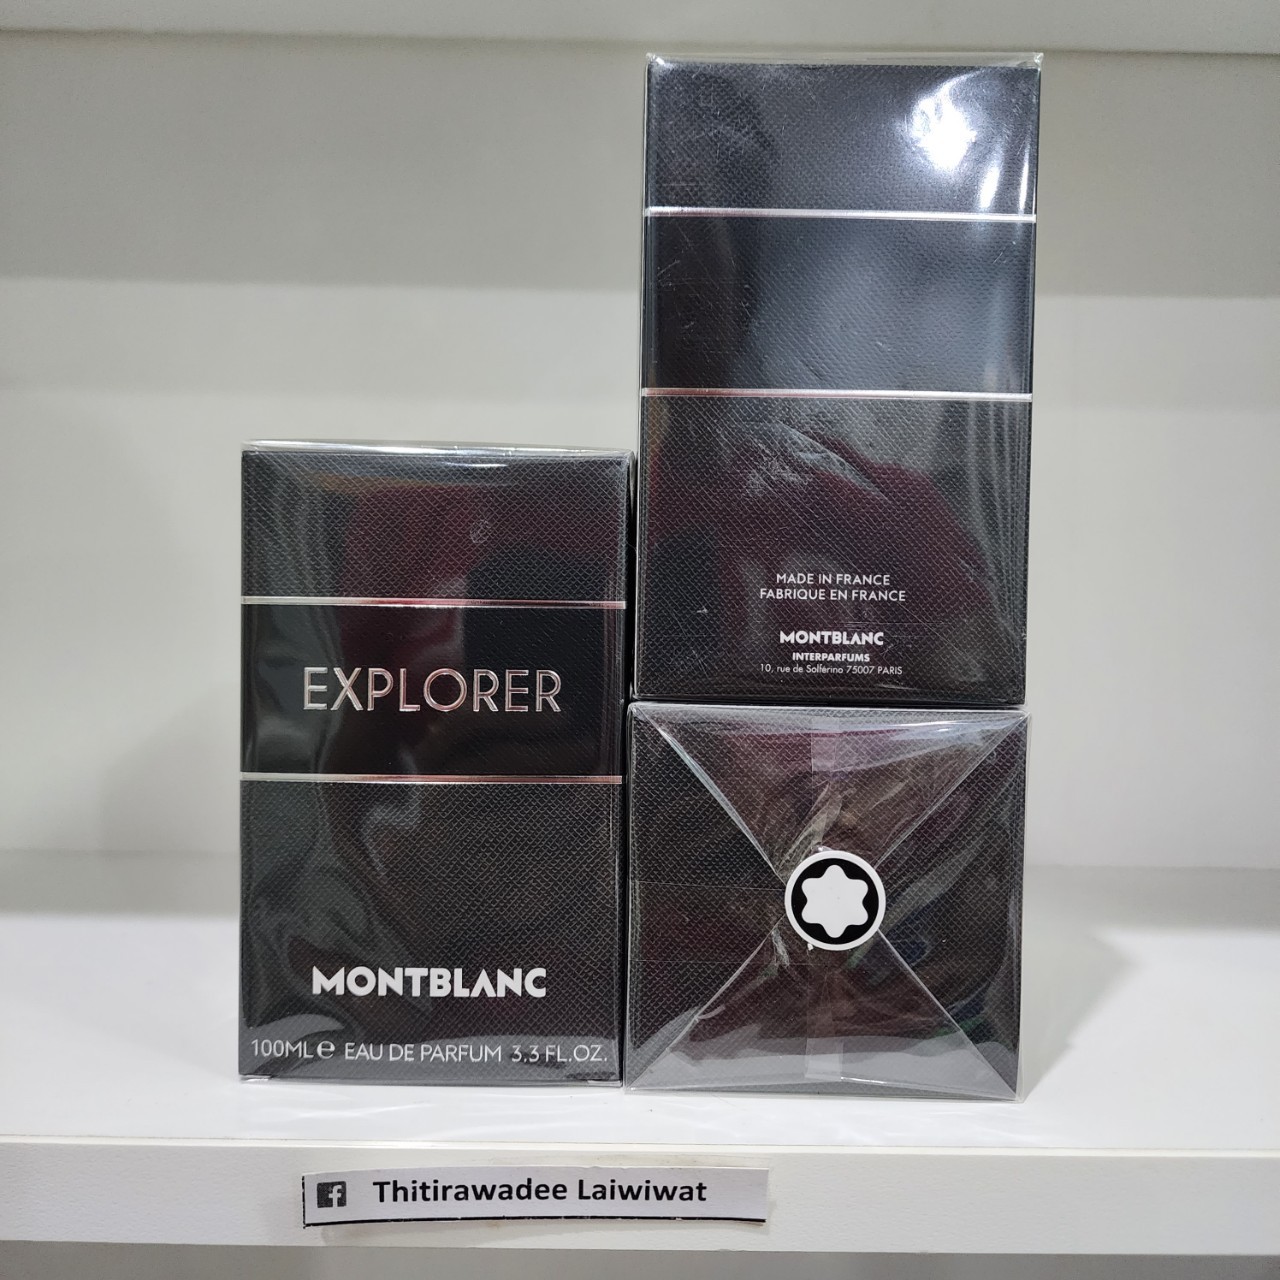 EXPLORER
MONTBLANC
100ML ℮ EAU DE PARFUM 3.3 FL.OZ.
MADE IN FRANCE
FABRIQUE EN FRANCE
MONTBLANC
INTERPARFUMS
10, rue de Solférino 75007 PARIS
Thitirawadee Laiwiwat